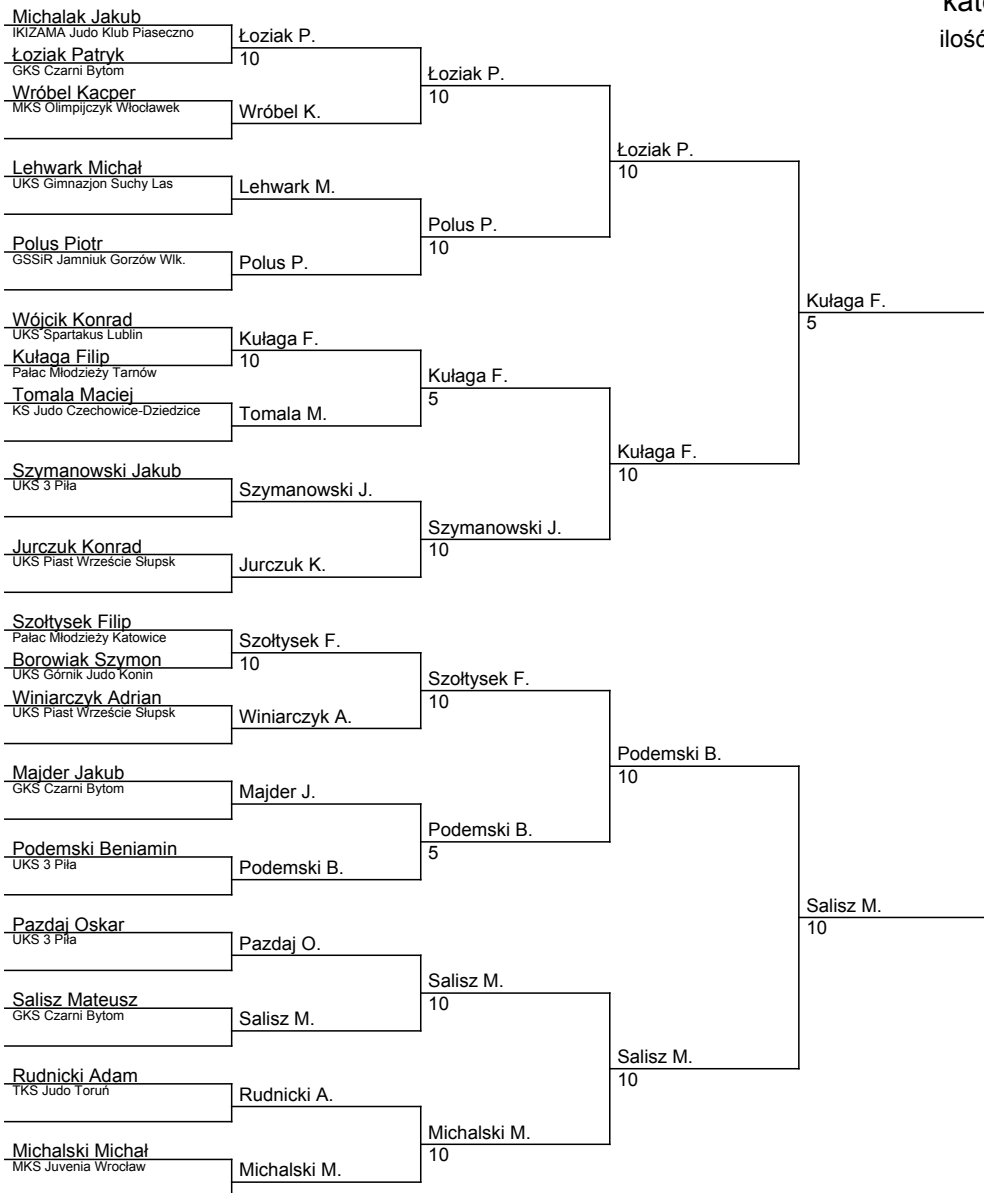 Michalak Jakub
IKIZAMA Judo Klub Piaseczno
Łoziak Patryk
GKS Czarni Bytom
Wróbel Kacper
MKS Olimpijczyk Włocławek
Lehwark Michał
UKS Gimnazjon Suchy Las
Polus Piotr
GSSiR Jamniuk Gorzów Wlk.
Wójcik Konrad
UKS Spartakus Lublin
Kułaga Filip
Pałac Młodzieży Tarnów
Tomala Maciej
KS Judo Czechowice-Dziedzice
Szymanowski Jakub
UKS 3 Piła
Jurczuk Konrad
UKS Piast Wrzeście Słupsk
Szołtysek Filip
Pałac Młodzieży Katowice
Borowiak Szymon
UKS Górnik Judo Konin
Winiarczyk Adrian
UKS Piast Wrzeście Słupsk
Majder Jakub
GKS Czarni Bytom
Podemski Beniamin
UKS 3 Piła
Pazdaj Oskar
UKS 3 Piła
Salisz Mateusz
GKS Czarni Bytom
Rudnicki Adam
TKS Judo Toruń
Michalski Michał
MKS Juvenia Wrocław
Łoziak P.
10
Wróbel K.
Lehwark M.
Polus P.
Kułaga F.
10
Tomala M.
Szymanowski J.
Jurczuk K.
Szołtysek F.
10
Winiarczyk A.
Majder J.
Podemski B.
Pazdaj O.
Salisz M.
Rudnicki A.
Michalski M.
Łoziak P.
10
Polus P.
10
Kułaga F.
5
Szymanowski J.
10
Szołtysek F.
10
Podemski B.
5
Salisz M.
10
Michalski M.
10
Łoziak P.
10
Kułaga F.
10
Podemski B.
10
Salisz M.
10
Kułaga F.
5
Salisz M.
10
ilość